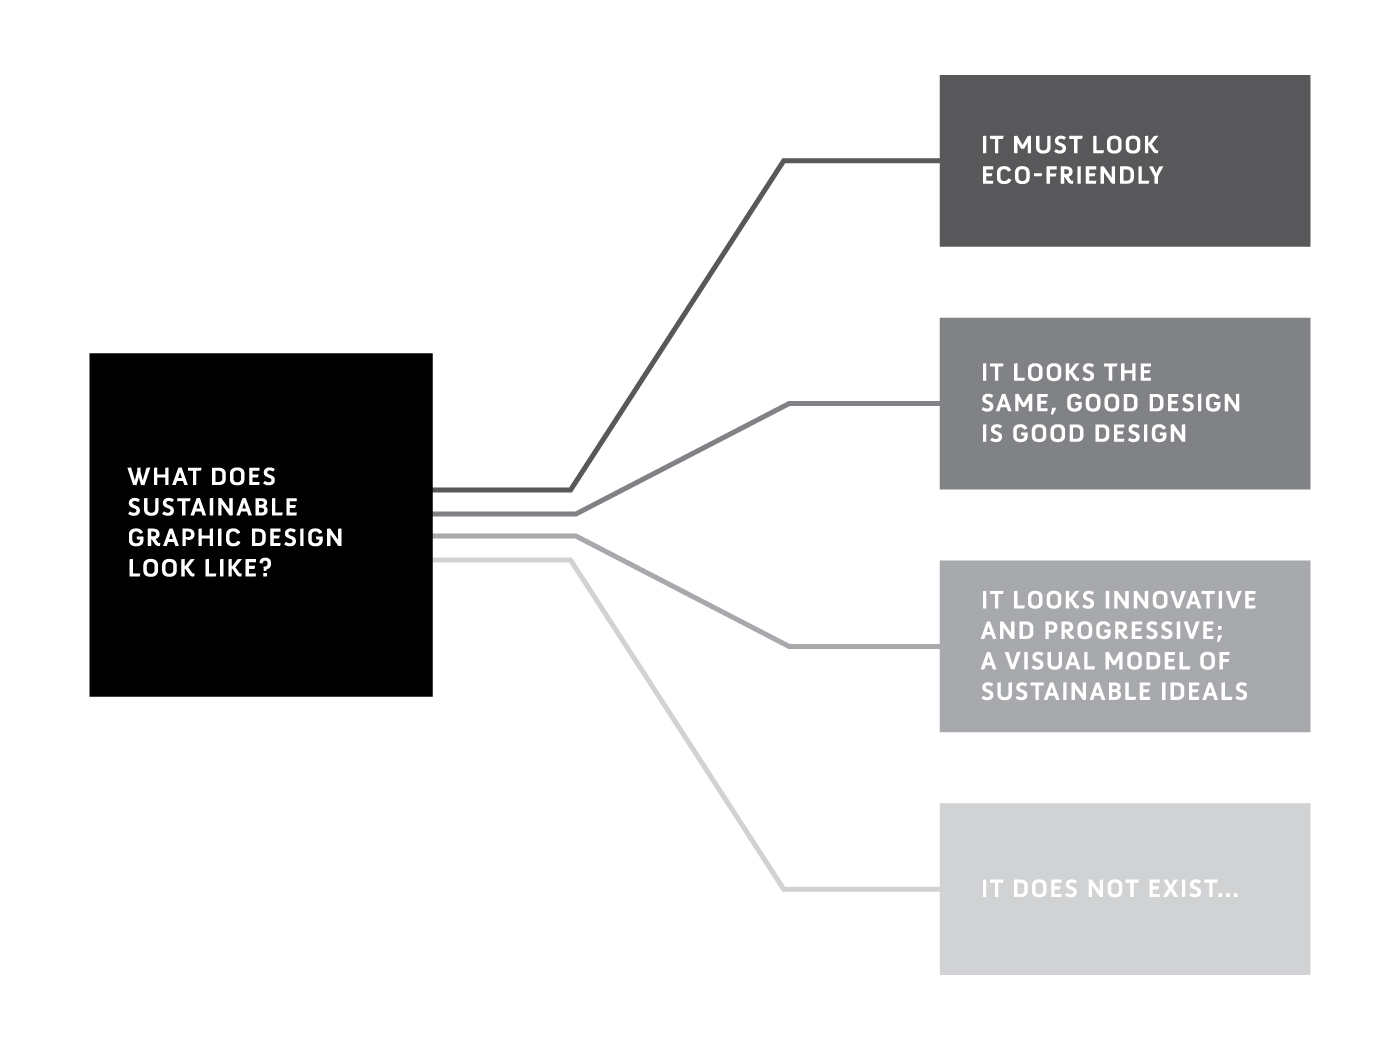 WHAT DOES
SUSTAINABLE
GRAPHIC DESIGN
LOOK LIKE?
IT MUST LOOK
ECO-FRIENDLY
IT LOOKS THE
SAME, GOOD DESIGN
IS GOOD DESIGN
IT LOOKS INNOVATIVE
AND PROGRESSIVE;
A VISUAL MODEL OF
SUSTAINABLE IDEALS
IT DOES NOT EXIST...